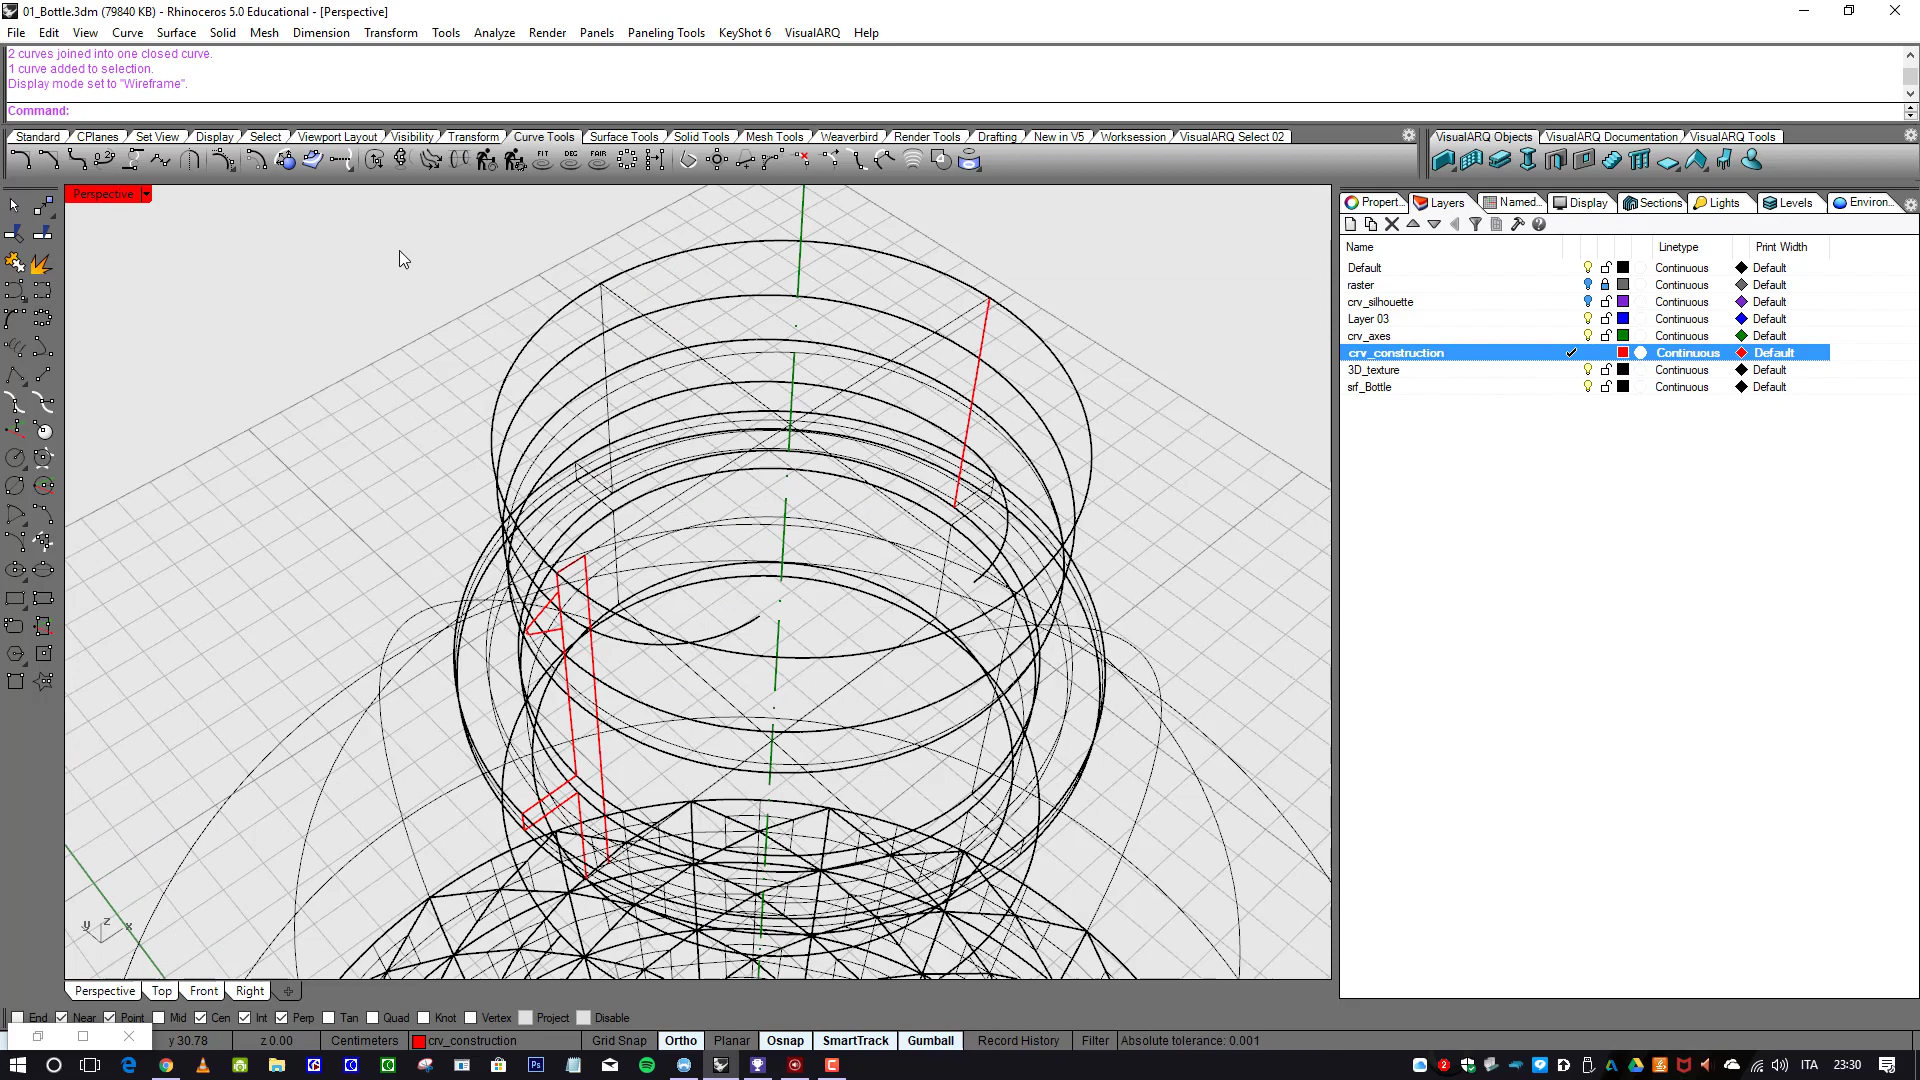 01_Bottle.3dm (79840 KB) - Rhinoceros 5.0 Educational - [Perspective]
File Edit View Curve Surface Solid Mesh Dimension Transform Tools Analyze Render Panels Paneling Tools KeyShot 6 VisualARQ Help
2 curves joined into one closed curve.
1 curve added to selection.
Display mode set to "Wireframe".
Command:
Standard CPlanes Set View Display Select Viewport Layout Visibility Transform Curve Tools Surface Tools Solid Tools Mesh Tools Weaverbird Render Tools Drafting New in V5 Worksession VisualARQ Select 02
VisualARQ Objects VisualARQ Documentation VisualARQ Tools
FIT DEG FAIR
Perspective
Propert... Layers Named... Display Sections Lights Levels Environ...
Name Linetype Print Width
Default Continuous Default
raster Continuous Default
crv_silhouette Continuous Default
Layer 03 Continuous Default
crv_axes Continuous Default
crv_construction Continuous Default
3D_texture Continuous Default
srf_Bottle Continuous Default
y z x
Perspective Top Front Right
End Near Point Mid Cen Int Perp Tan Quad Knot Vertex Project Disable
y 30.78 z 0.00 Centimeters crv_construction Grid Snap Ortho Planar Osnap SmartTrack Gumball Record History Filter Absolute tolerance: 0.001
Ps
2
ITA 23:30